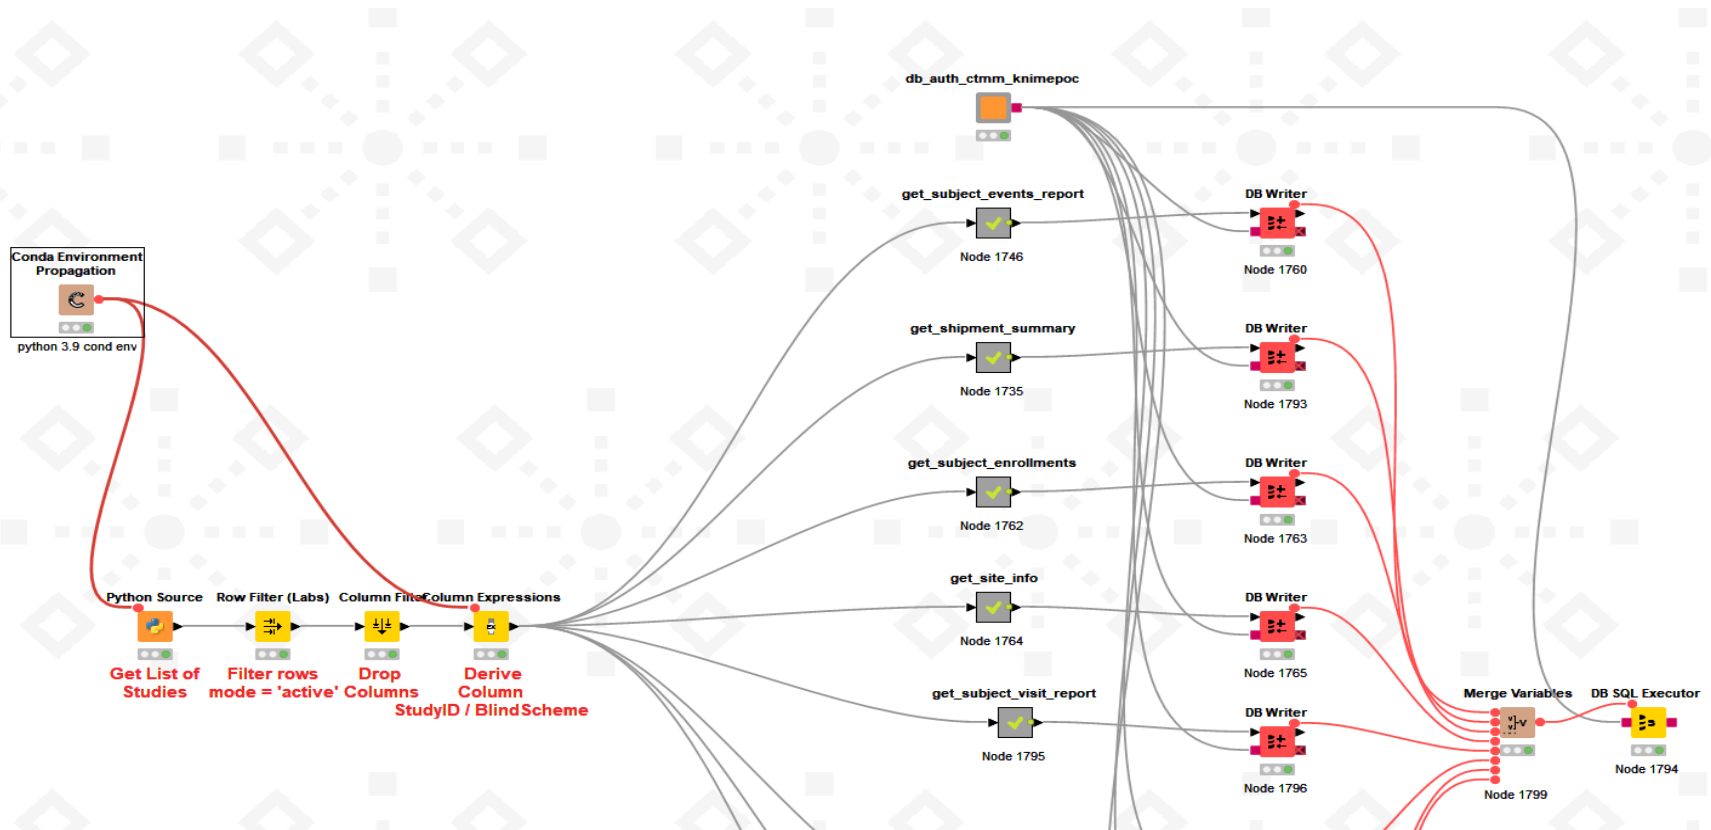 db_auth_ctmm_knimepoc
get_subject_events_report
Node 1746
DB Writer
Node 1760
Conda Environment
Propagation
python 3.9 cond env
get_shipment_summary
Node 1735
DB Writer
Node 1793
get_subject_enrollments
Node 1762
DB Writer
Node 1763
get_site_info
Node 1764
DB Writer
Node 1765
Python Source
Get List of
Studies
Row Filter (Labs)
Filter rows
mode = 'active'
Column Filter
Drop
Columns
Column Expressions
Derive
Column
StudyID / BlindScheme
get_subject_visit_report
Node 1795
DB Writer
Node 1796
Merge Variables
Node 1799
DB SQL Executor
Node 1794